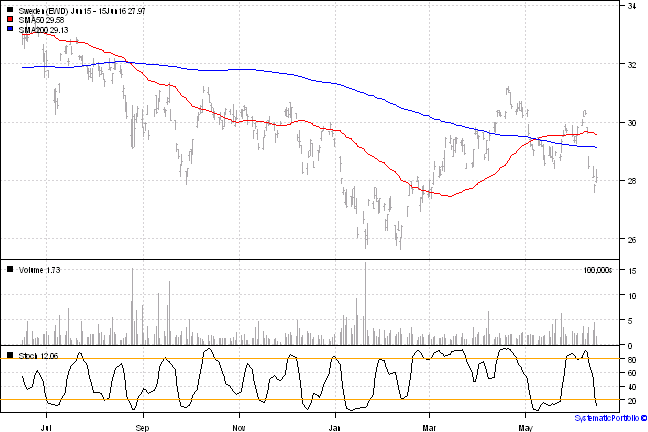 Sweden (EWD) Jun 15 - 15Jun16 27.97
SMA50 29.58
SMA200 29.13
34
32
30
28
26
Volume 1.73
100,000s
15
10
5
0
Stoch 12.06
80
60
40
20
Jul
Sep
Nov
Jan
Mar
May
SystematicPortfolio ©